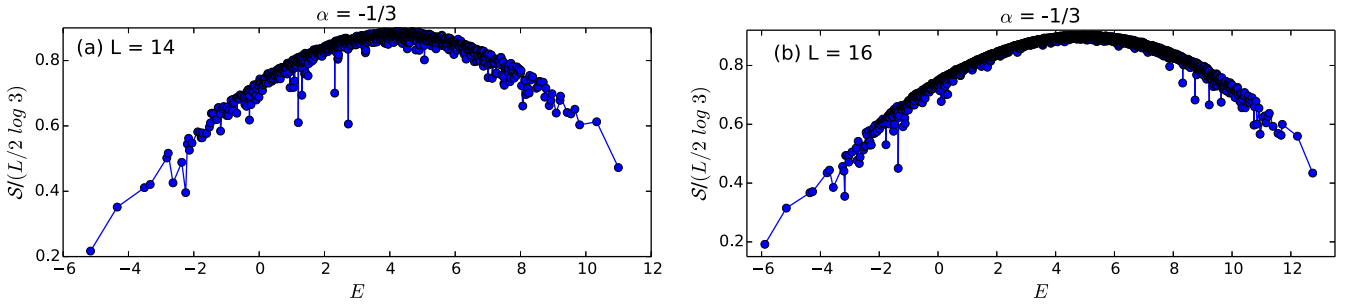 α = -1/3
(a) L = 14
0.8
0.6
0.4
0.2
S/(L/2 log 3)
−6 −4 −2 0 2 4 6 8 10 12
E
α = -1/3
(b) L = 16
0.8
0.6
0.4
0.2
S/(L/2 log 3)
−6 −4 −2 0 2 4 6 8 10 12
E